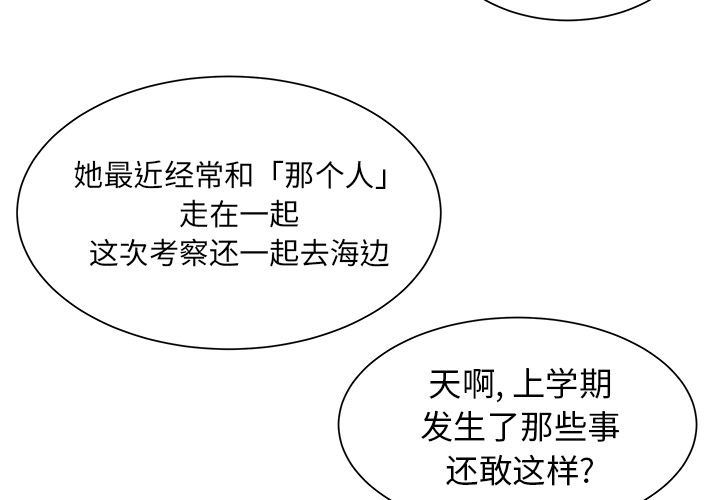 她最近经常和「那个人」
走在一起
这次考察还一起去海边
天啊, 上学期
发生了那些事
还敢这样?